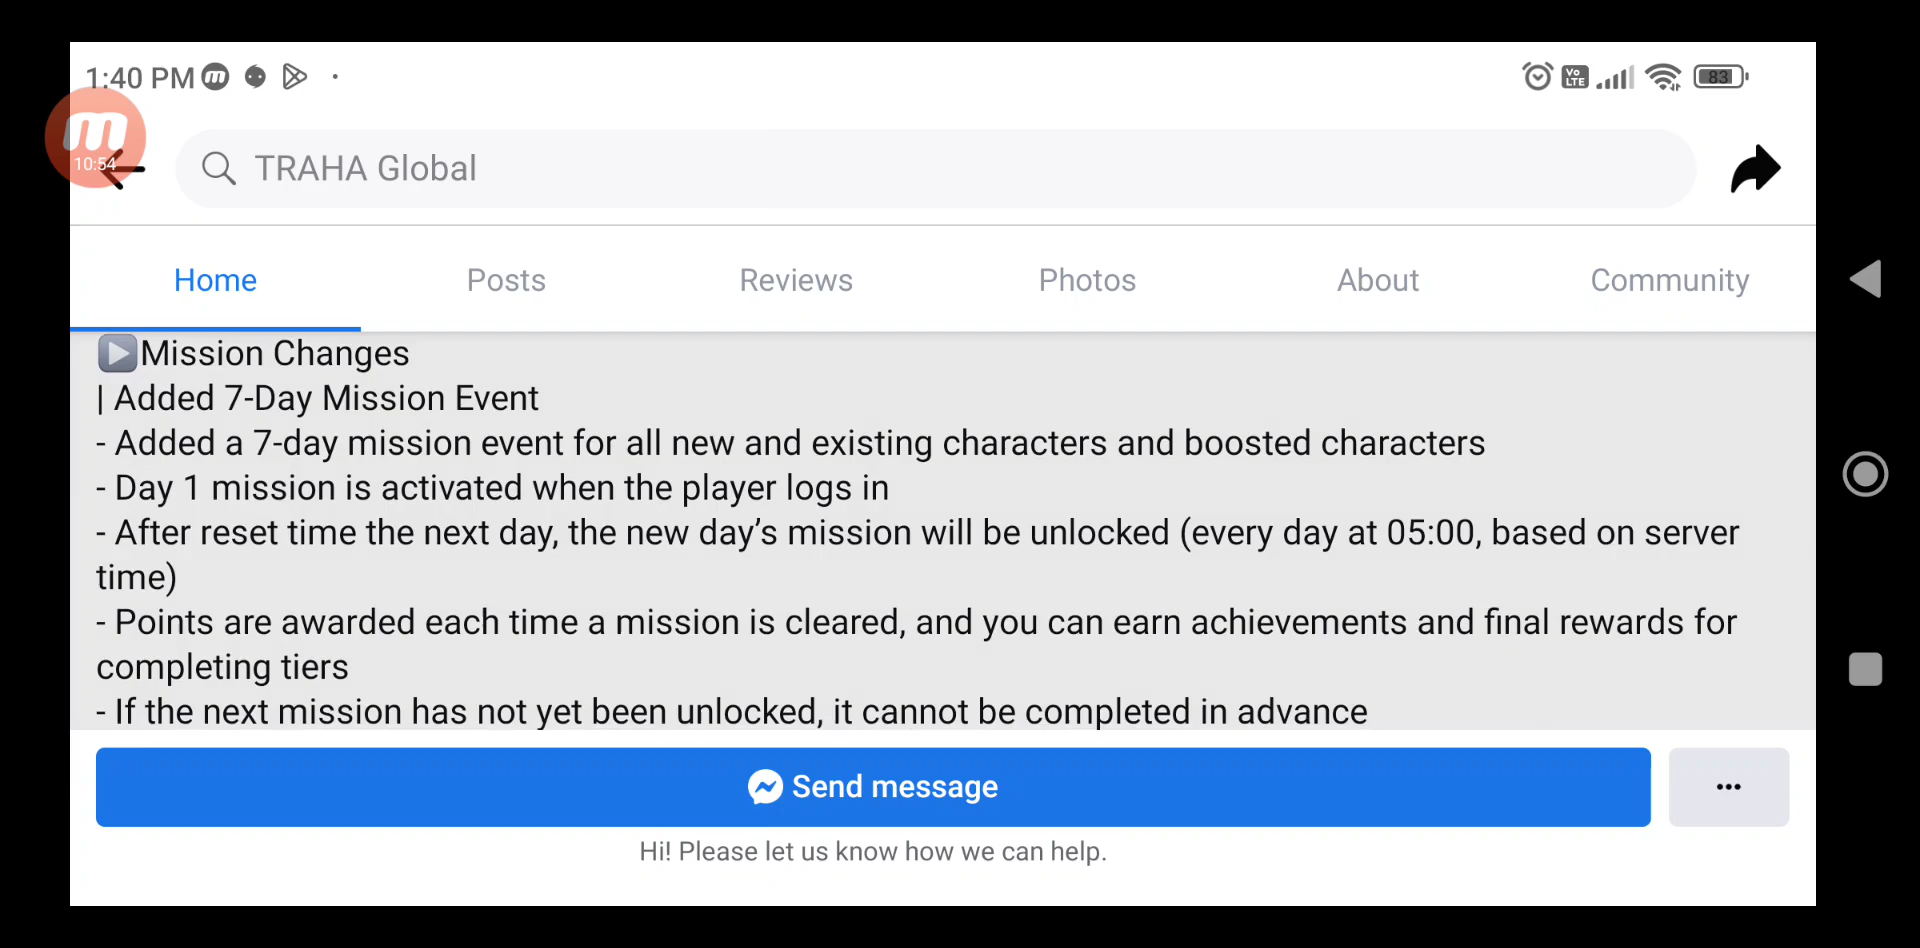 1:40 PM
Vo LTE
83
m
10:54
TRAHA Global
Home Posts Reviews Photos About Community
▶Mission Changes
| Added 7-Day Mission Event
- Added a 7-day mission event for all new and existing characters and boosted characters
- Day 1 mission is activated when the player logs in
- After reset time the next day, the new day’s mission will be unlocked (every day at 05:00, based on server
time)
- Points are awarded each time a mission is cleared, and you can earn achievements and final rewards for
completing tiers
- If the next mission has not yet been unlocked, it cannot be completed in advance
Send message
Hi! Please let us know how we can help.